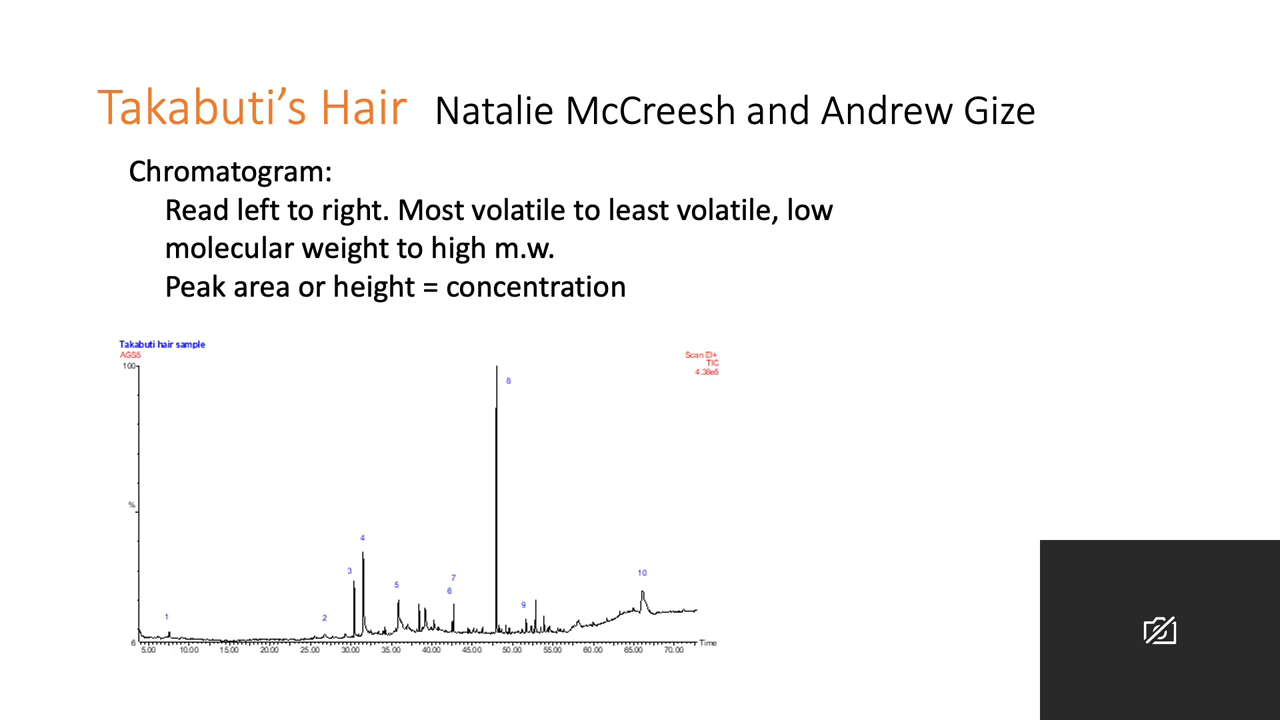 Takabuti's Hair Natalie McCreesh and Andrew Gize
Chromatogram:
Read left to right. Most volatile to least volatile, low
molecular weight to high m.w.
Peak area or height = concentration
Takabuti hair sample
AGS5
Scan EI+
TIC
4.38e6
100
%
6
8
4
3
7
5
6
10
9
1
2
5.00 10.00 15.00 20.00 25.00 30.00 35.00 40.00 45.00 50.00 55.00 60.00 65.00 70.00
Time